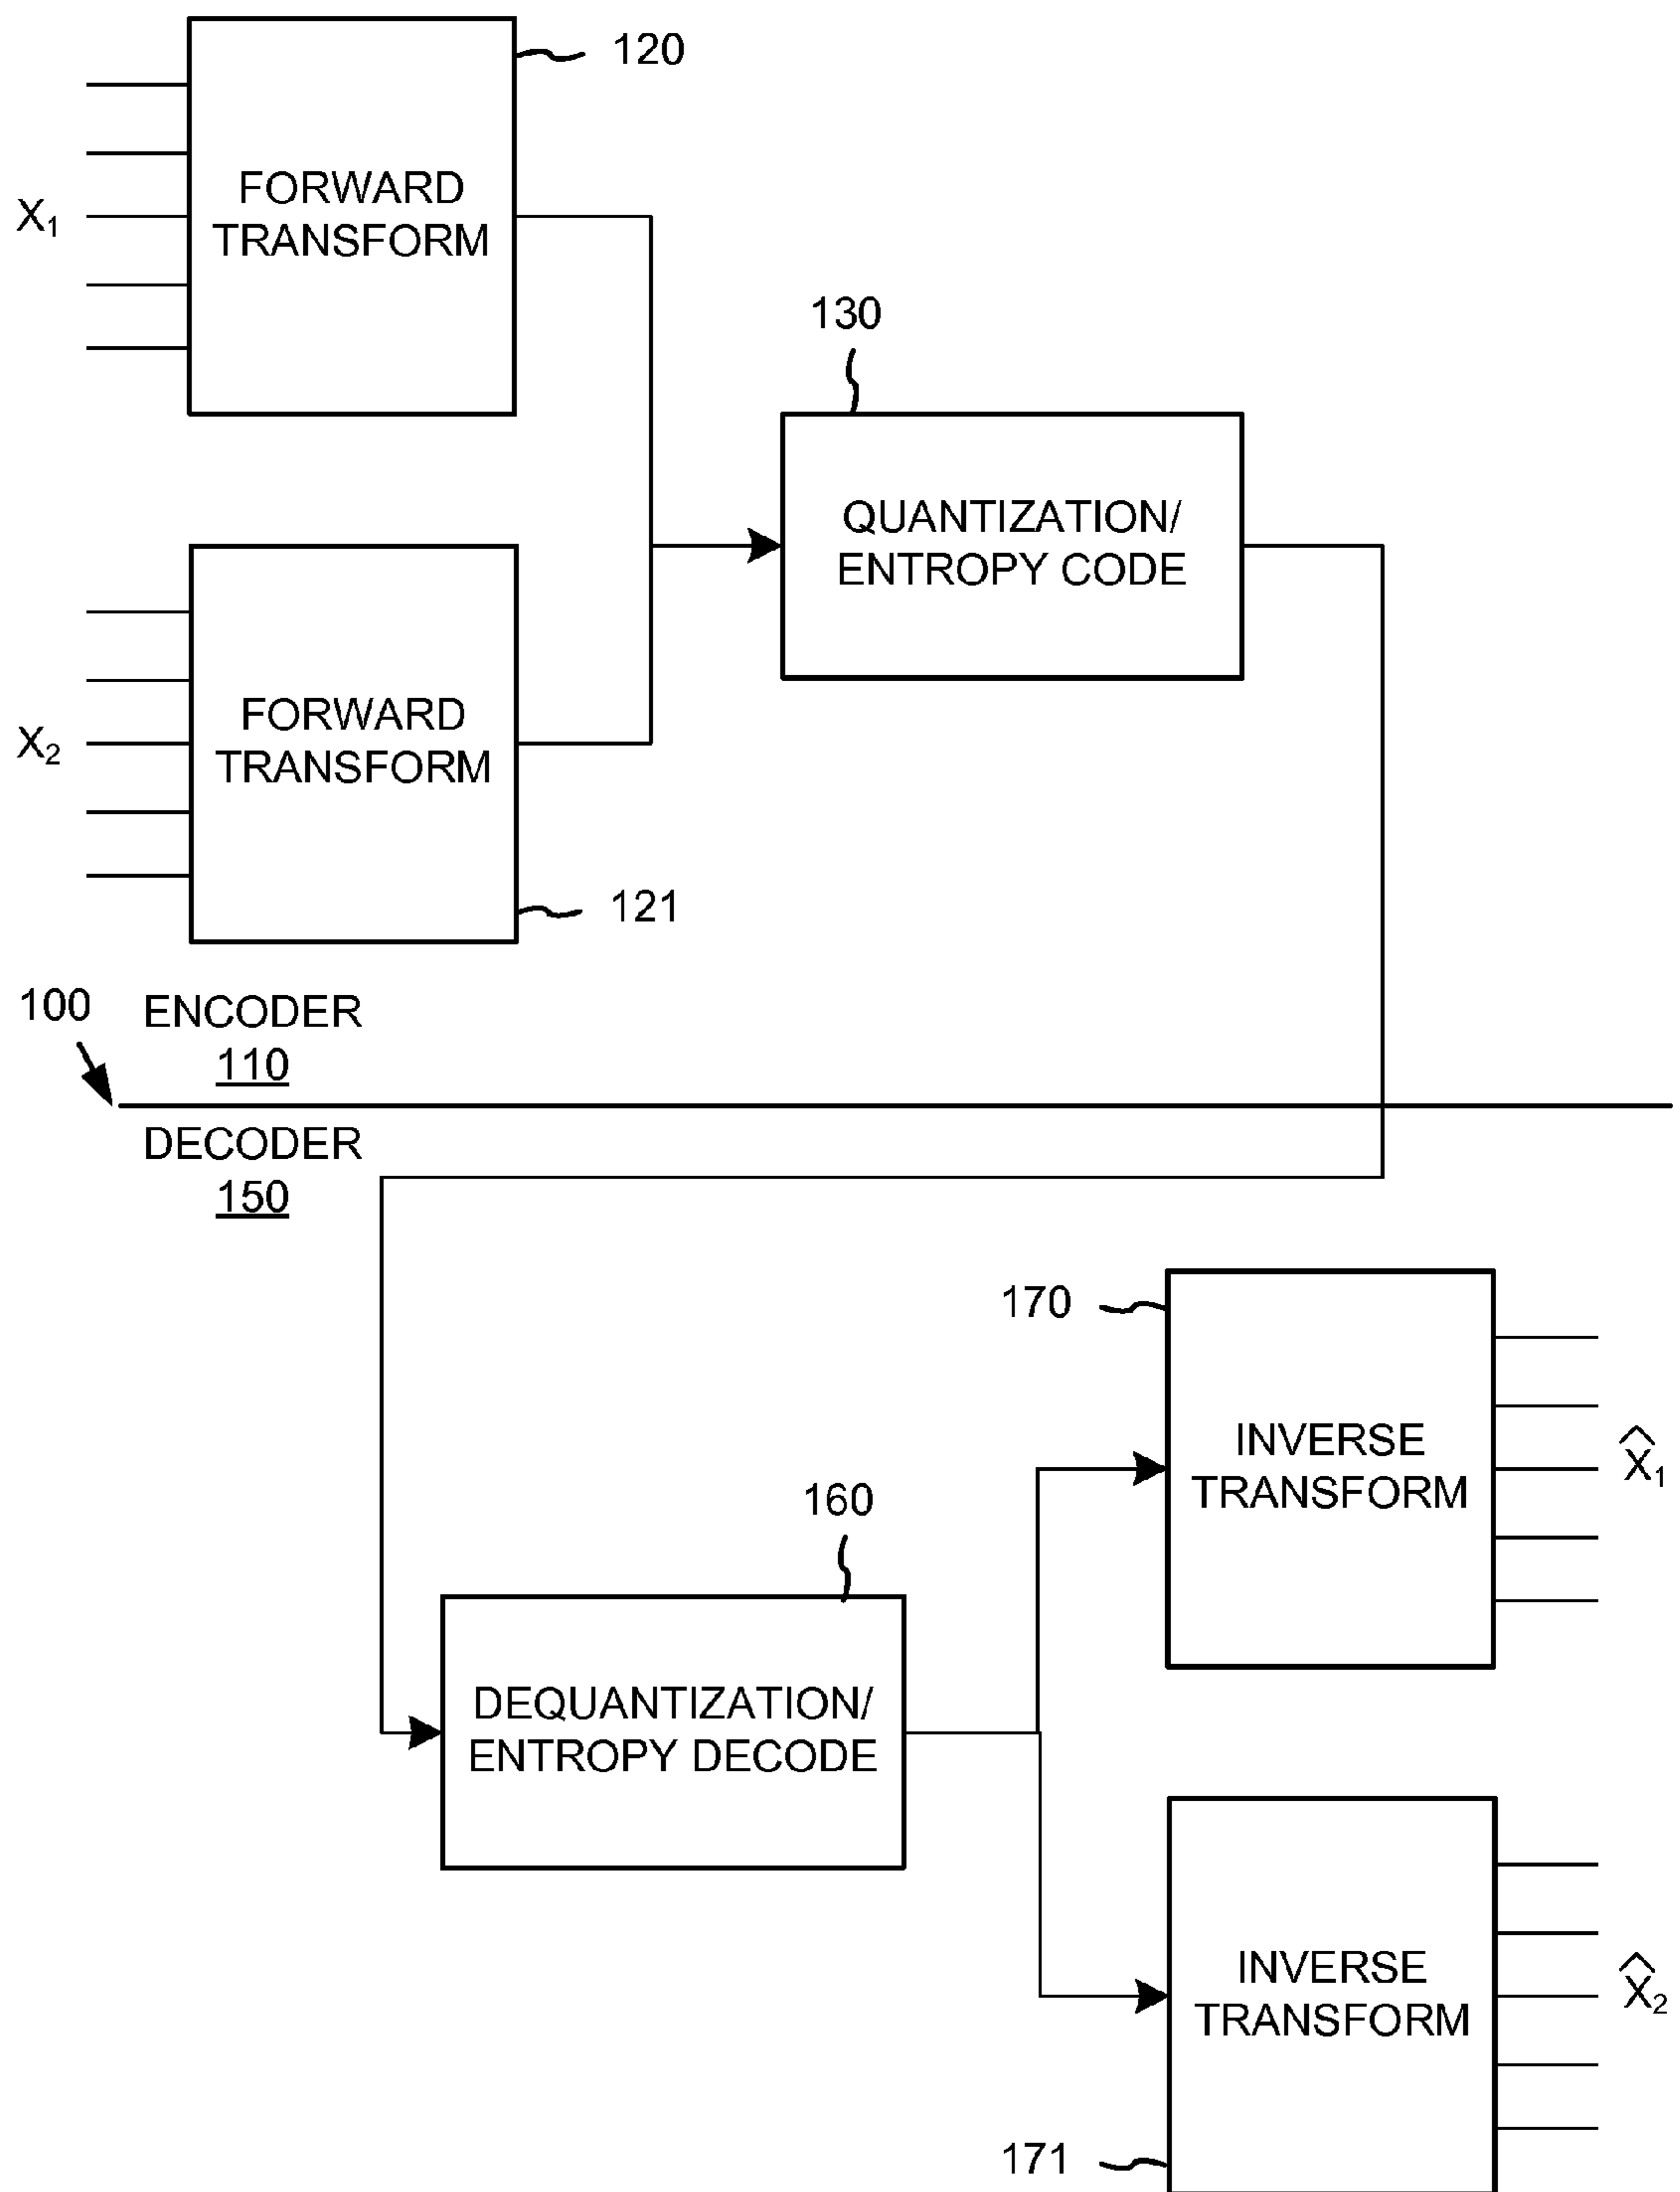 120
FORWARD
TRANSFORM
X₁
130
QUANTIZATION/
ENTROPY CODE
FORWARD
TRANSFORM
X₂
121
100
ENCODER
110
DECODER
150
170
INVERSE
TRANSFORM
X̂₁
160
DEQUANTIZATION/
ENTROPY DECODE
INVERSE
TRANSFORM
X̂₂
171